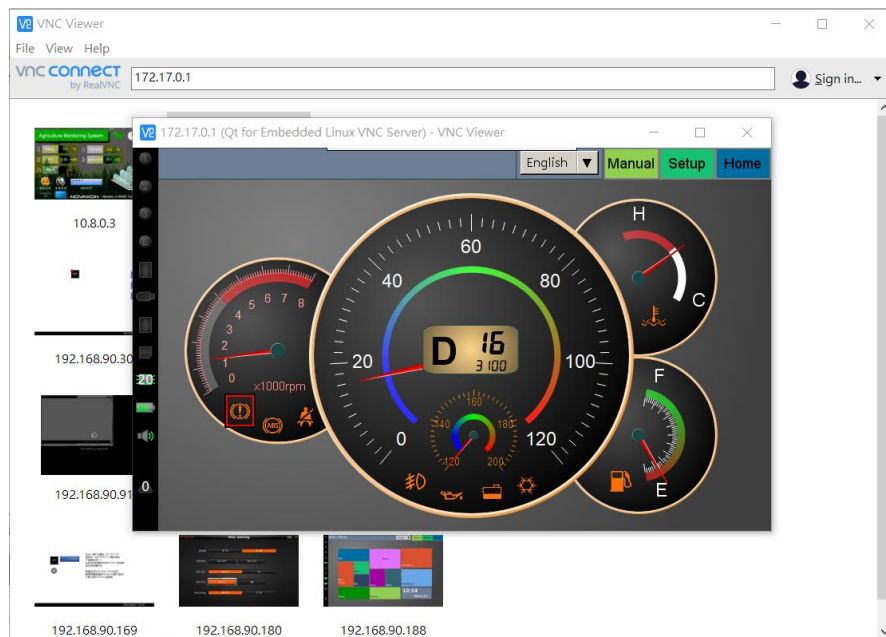 VNC Viewer
File View Help
VNC CONNECT
by RealVNC
172.17.0.1
Sign in...
172.17.0.1 (Qt for Embedded Linux VNC Server) - VNC Viewer
English
Manual
Setup
Home
Agriculture Monitoring System
10.8.0.3
192.168.90.30
192.168.90.91
20
0
0
1
2
3
4
5
6
7
8
x1000rpm
ABS
0
20
40
60
80
100
120
D
16
3100
120
140
160
180
200
H
C
F
E
192.168.90.169
192.168.90.180
192.168.90.188
12:14